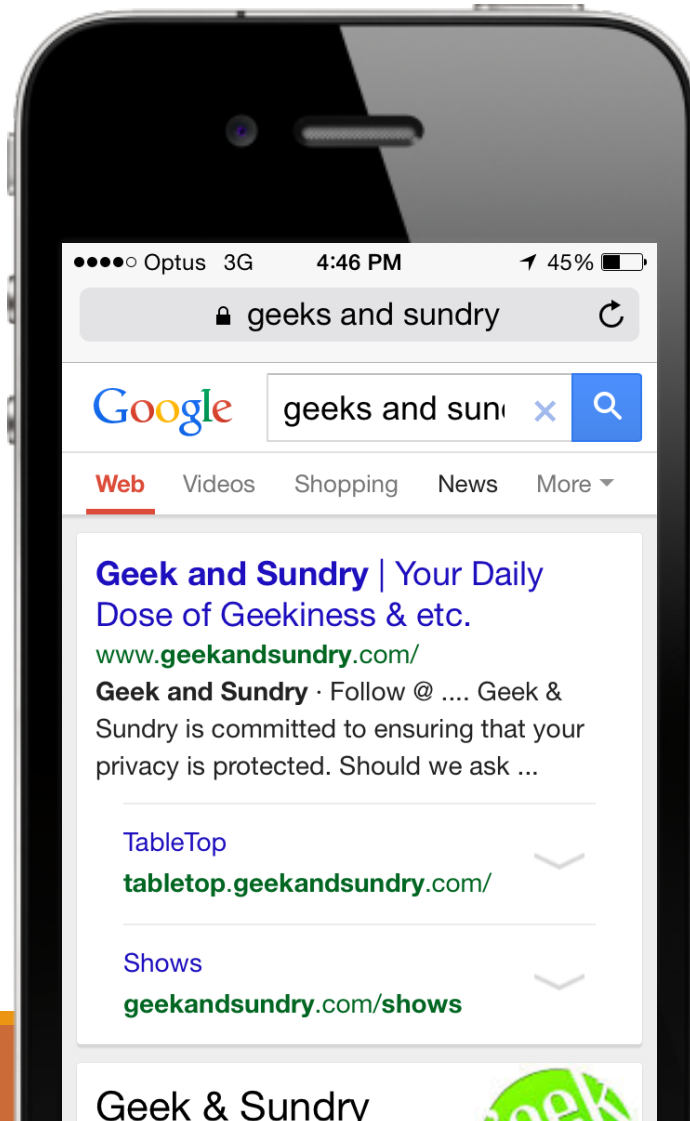 Optus 3G 4:46 PM 45%
geeks and sundry
Google geeks and sun
Web Videos Shopping News More
Geek and Sundry | Your Daily
Dose of Geekiness & etc.
www.geekandsundry.com/
Geek and Sundry · Follow @ .... Geek &
Sundry is committed to ensuring that your
privacy is protected. Should we ask ...
TableTop
tabletop.geekandsundry.com/
Shows
geekandsundry.com/shows
Geek & Sundry